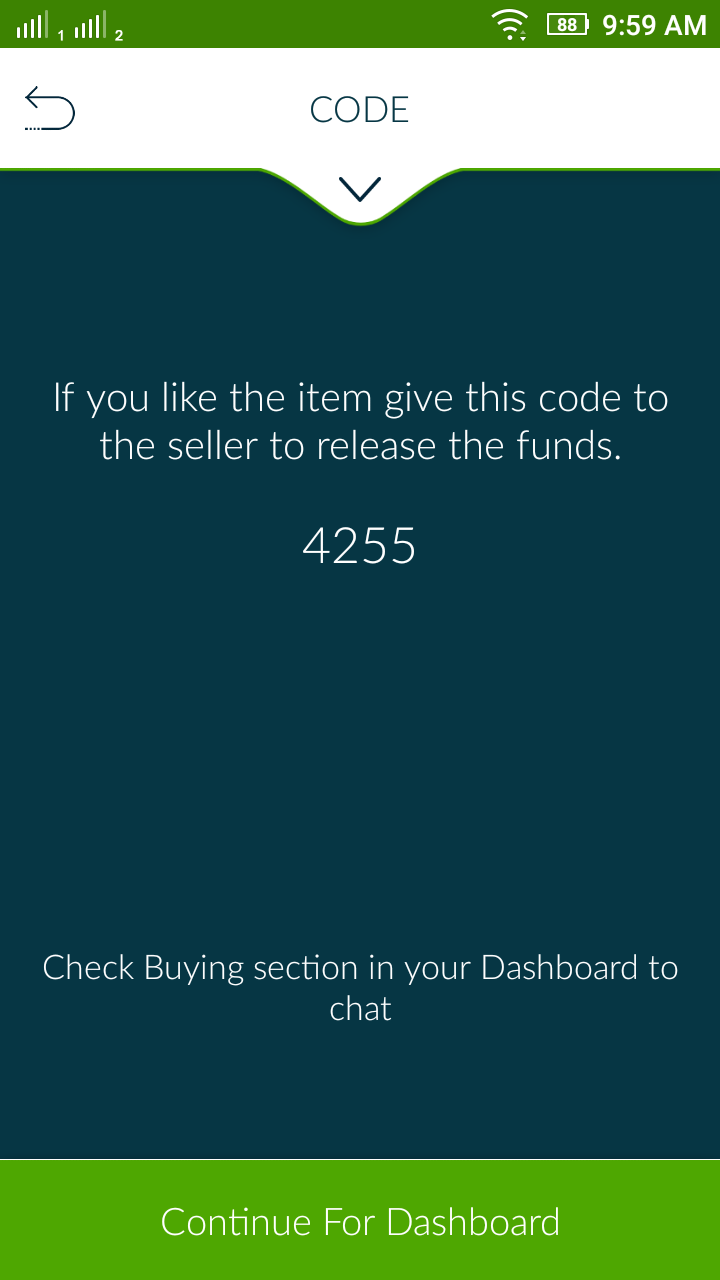 1 2 88 9:59 AM
CODE
If you like the item give this code to
the seller to release the funds.
4255
Check Buying section in your Dashboard to
chat
Continue For Dashboard